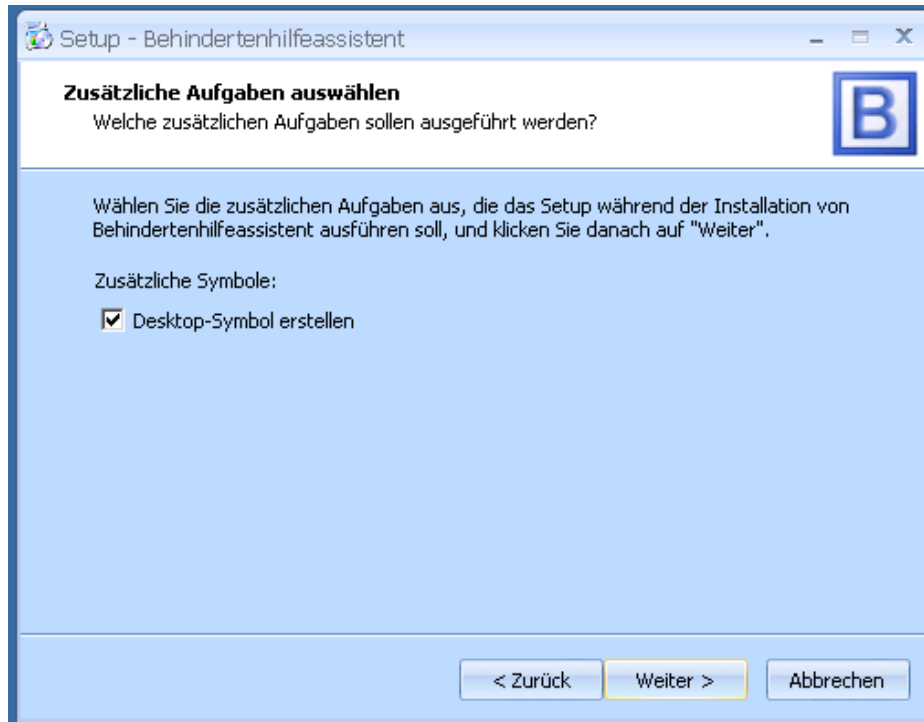 Setup - Behindertenhilfeassistent
Zusätzliche Aufgaben auswählen
Welche zusätzlichen Aufgaben sollen ausgeführt werden?
B
Wählen Sie die zusätzlichen Aufgaben aus, die das Setup während der Installation von
Behindertenhilfeassistent ausführen soll, und klicken Sie danach auf "Weiter".
Zusätzliche Symbole:
Desktop-Symbol erstellen
< Zurück
Weiter >
Abbrechen